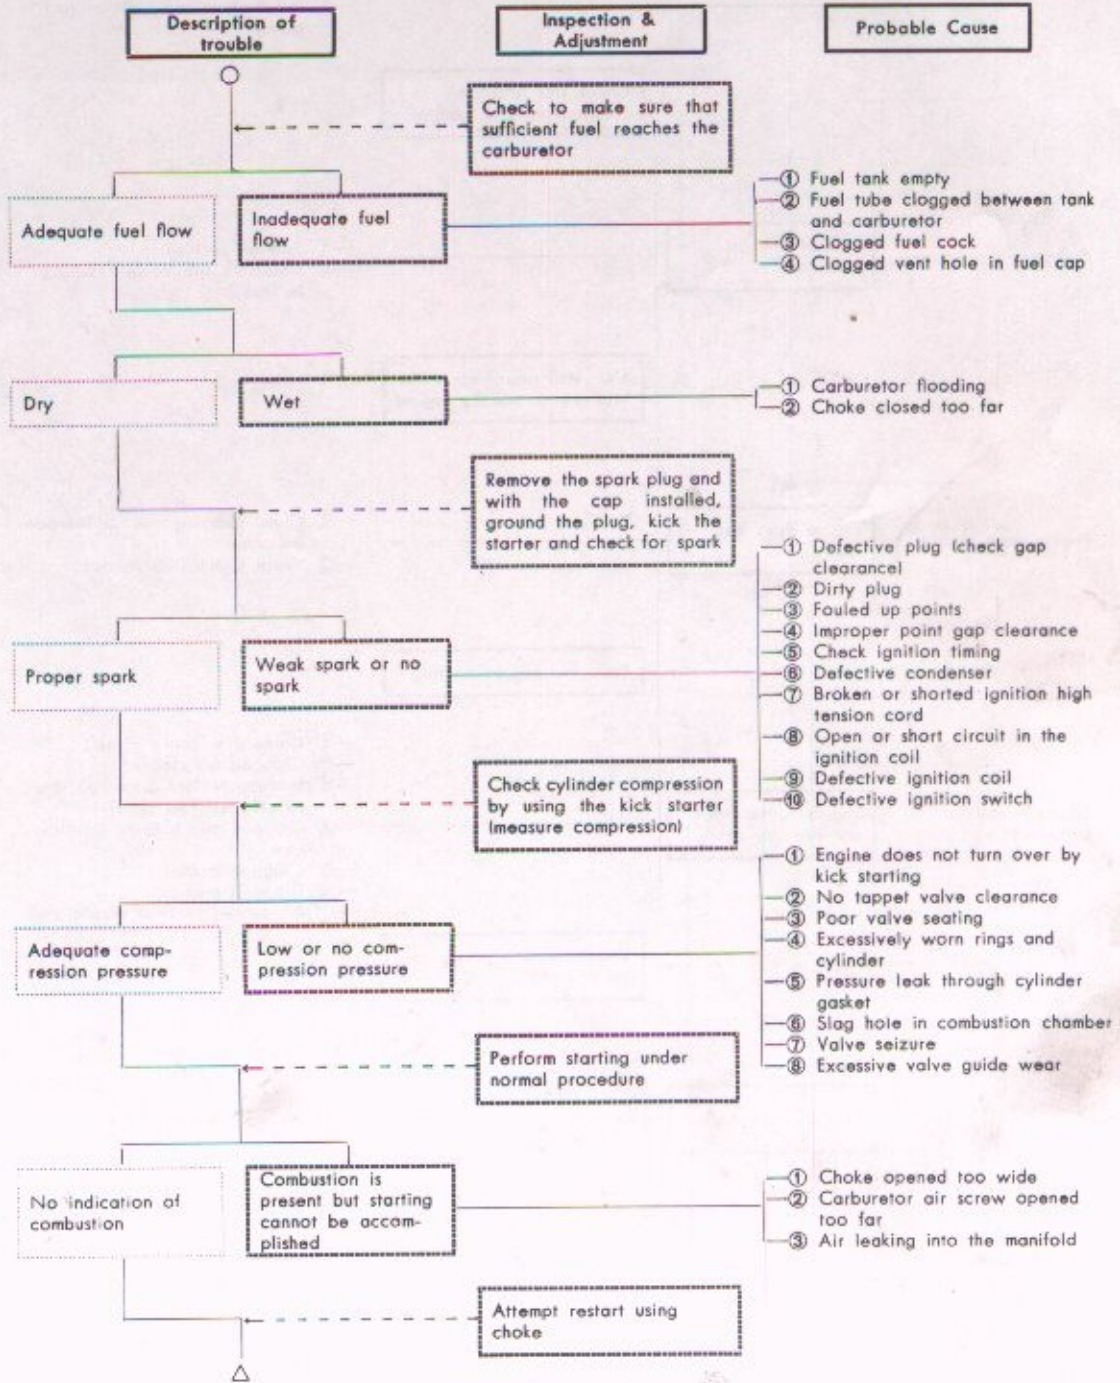 Description of
trouble
Inspection &
Adjustment
Probable Cause
Check to make sure that
sufficient fuel reaches the
carburetor
Adequate fuel flow
Inadequate fuel
flow
① Fuel tank empty
② Fuel tube clogged between tank
and carburetor
③ Clogged fuel cock
④ Clogged vent hole in fuel cap
Dry
Wet
① Carburetor flooding
② Choke closed too far
Remove the spark plug and
with the cap installed,
ground the plug, kick the
starter and check for spark
Proper spark
Weak spark or no
spark
① Defective plug (check gap
clearance)
② Dirty plug
③ Fouled up points
④ Improper point gap clearance
⑤ Check ignition timing
⑥ Defective condenser
⑦ Broken or shorted ignition high
tension cord
⑧ Open or short circuit in the
ignition coil
⑨ Defective ignition coil
⑩ Defective ignition switch
Check cylinder compression
by using the kick starter
(measure compression)
Adequate comp-
ression pressure
Low or no com-
pression pressure
① Engine does not turn over by
kick starting
② No tappet valve clearance
③ Poor valve seating
④ Excessively worn rings and
cylinder
⑤ Pressure leak through cylinder
gasket
⑥ Slag hole in combustion chamber
⑦ Valve seizure
⑧ Excessive valve guide wear
Perform starting under
normal procedure
No indication of
combustion
Combustion is
present but starting
cannot be accom-
plished
① Choke opened too wide
② Carburetor air screw opened
too far
③ Air leaking into the manifold
Attempt restart using
choke